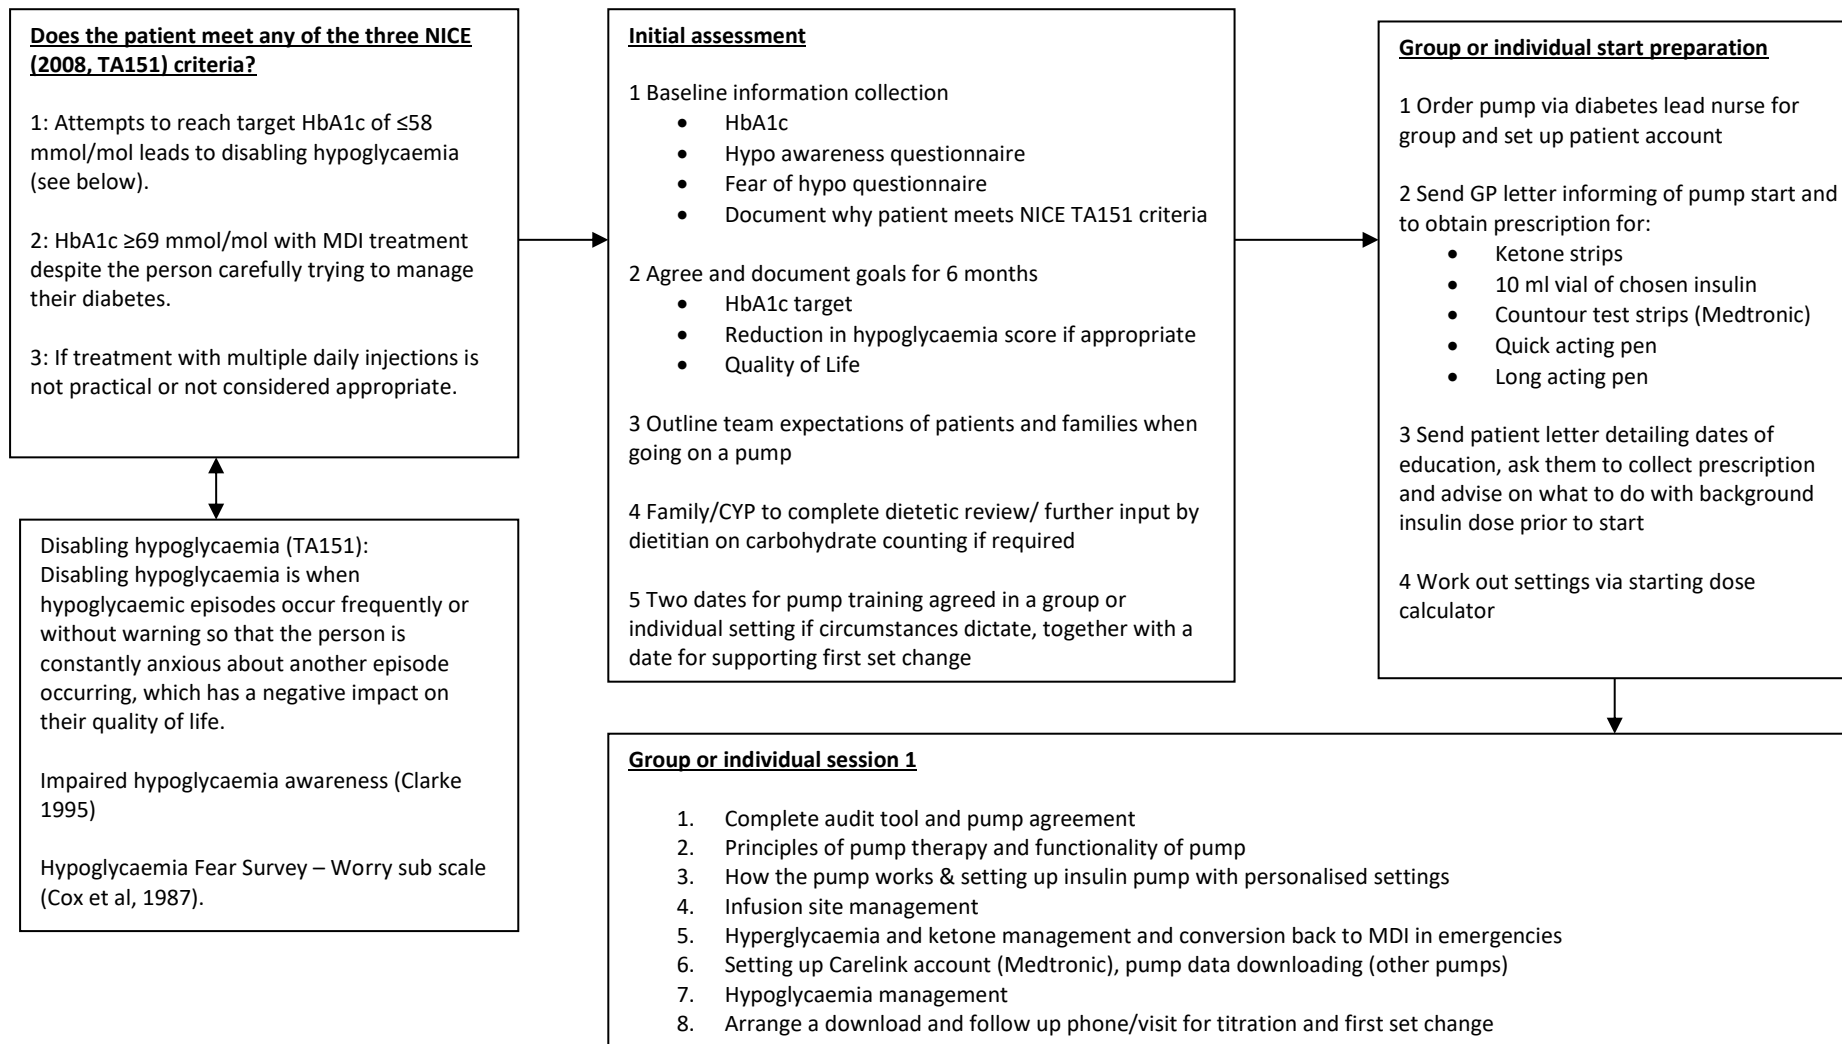 Does the patient meet any of the three NICE
(2008, TA151) criteria?
1: Attempts to reach target HbA1c of ≤58
mmol/mol leads to disabling hypoglycaemia
(see below).
2: HbA1c ≥69 mmol/mol with MDI treatment
despite the person carefully trying to manage
their diabetes.
3: If treatment with multiple daily injections is
not practical or not considered appropriate.
Disabling hypoglycaemia (TA151):
Disabling hypoglycaemia is when
hypoglycaemic episodes occur frequently or
without warning so that the person is
constantly anxious about another episode
occurring, which has a negative impact on
their quality of life.
Impaired hypoglycaemia awareness (Clarke
1995)
Hypoglycaemia Fear Survey – Worry sub scale
(Cox et al, 1987).
Initial assessment
1 Baseline information collection
• HbA1c
• Hypo awareness questionnaire
• Fear of hypo questionnaire
• Document why patient meets NICE TA151 criteria
2 Agree and document goals for 6 months
• HbA1c target
• Reduction in hypoglycaemia score if appropriate
• Quality of Life
3 Outline team expectations of patients and families when
going on a pump
4 Family/CYP to complete dietetic review/ further input by
dietitian on carbohydrate counting if required
5 Two dates for pump training agreed in a group or
individual setting if circumstances dictate, together with a
date for supporting first set change
Group or individual start preparation
1 Order pump via diabetes lead nurse for
group and set up patient account
2 Send GP letter informing of pump start and
to obtain prescription for:
• Ketone strips
• 10 ml vial of chosen insulin
• Countour test strips (Medtronic)
• Quick acting pen
• Long acting pen
3 Send patient letter detailing dates of
education, ask them to collect prescription
and advise on what to do with background
insulin dose prior to start
4 Work out settings via starting dose
calculator
Group or individual session 1
1. Complete audit tool and pump agreement
2. Principles of pump therapy and functionality of pump
3. How the pump works & setting up insulin pump with personalised settings
4. Infusion site management
5. Hyperglycaemia and ketone management and conversion back to MDI in emergencies
6. Setting up Carelink account (Medtronic), pump data downloading (other pumps)
7. Hypoglycaemia management
8. Arrange a download and follow up phone/visit for titration and first set change